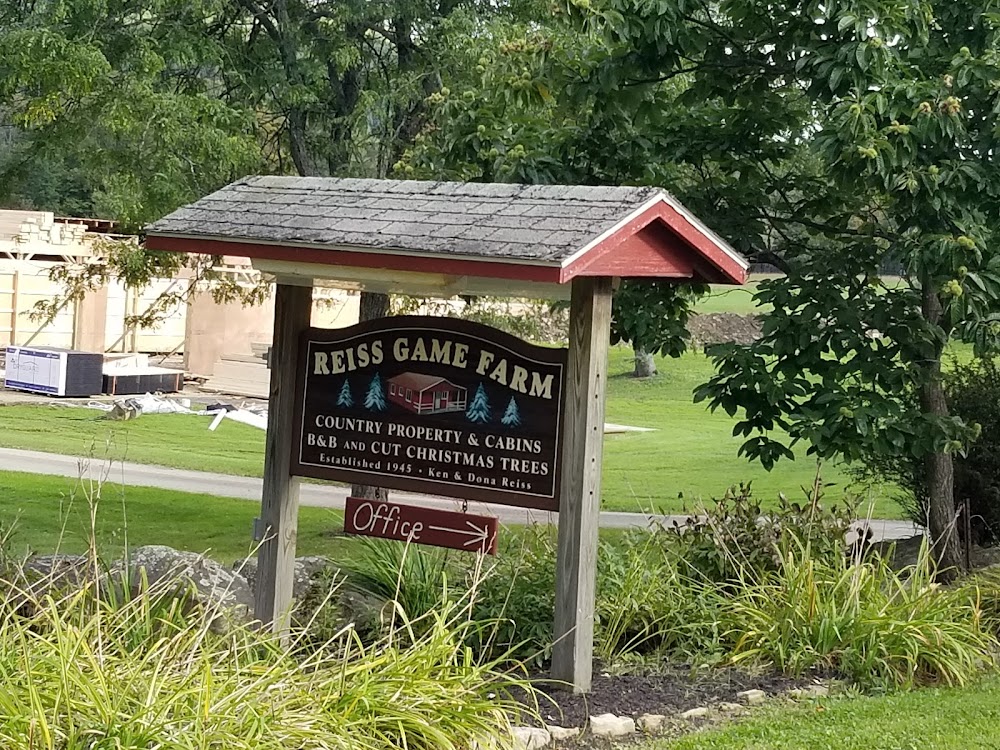 REISS GAME FARM
COUNTRY PROPERTY & CABINS
B&B AND CUT CHRISTMAS TREES
Established 1945 • Ken & Dona Reiss
Office